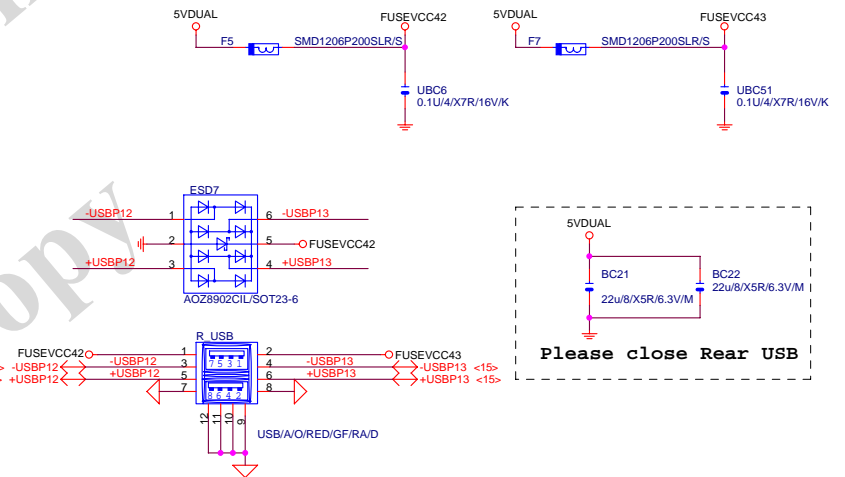 5VDUAL
FUSEVCC42
F5
SMD1206P200SLR/S
UBC6
0.1U/4/X7R/16V/K
5VDUAL
FUSEVCC43
F7
SMD1206P200SLR/S
UBC51
0.1U/4/X7R/16V/K
ESD7
-USBP12
1
6
-USBP13
2
5
FUSEVCC42
+USBP12
3
4
+USBP13
AOZ8902CIL/SOT23-6
5VDUAL
BC21
22u/8/X5R/6.3V/M
BC22
22u/8/X5R/6.3V/M
Please close Rear USB
R_USB
FUSEVCC42
1
2
FUSEVCC43
-USBP12
-USBP12
3
4
-USBP13
-USBP13 <15>
+USBP12
+USBP12
5
6
+USBP13
+USBP13 <15>
7
8
7 5 3 1
8 6 4 2
12
11
10
9
USB/A/O/RED/GF/RA/D
opy